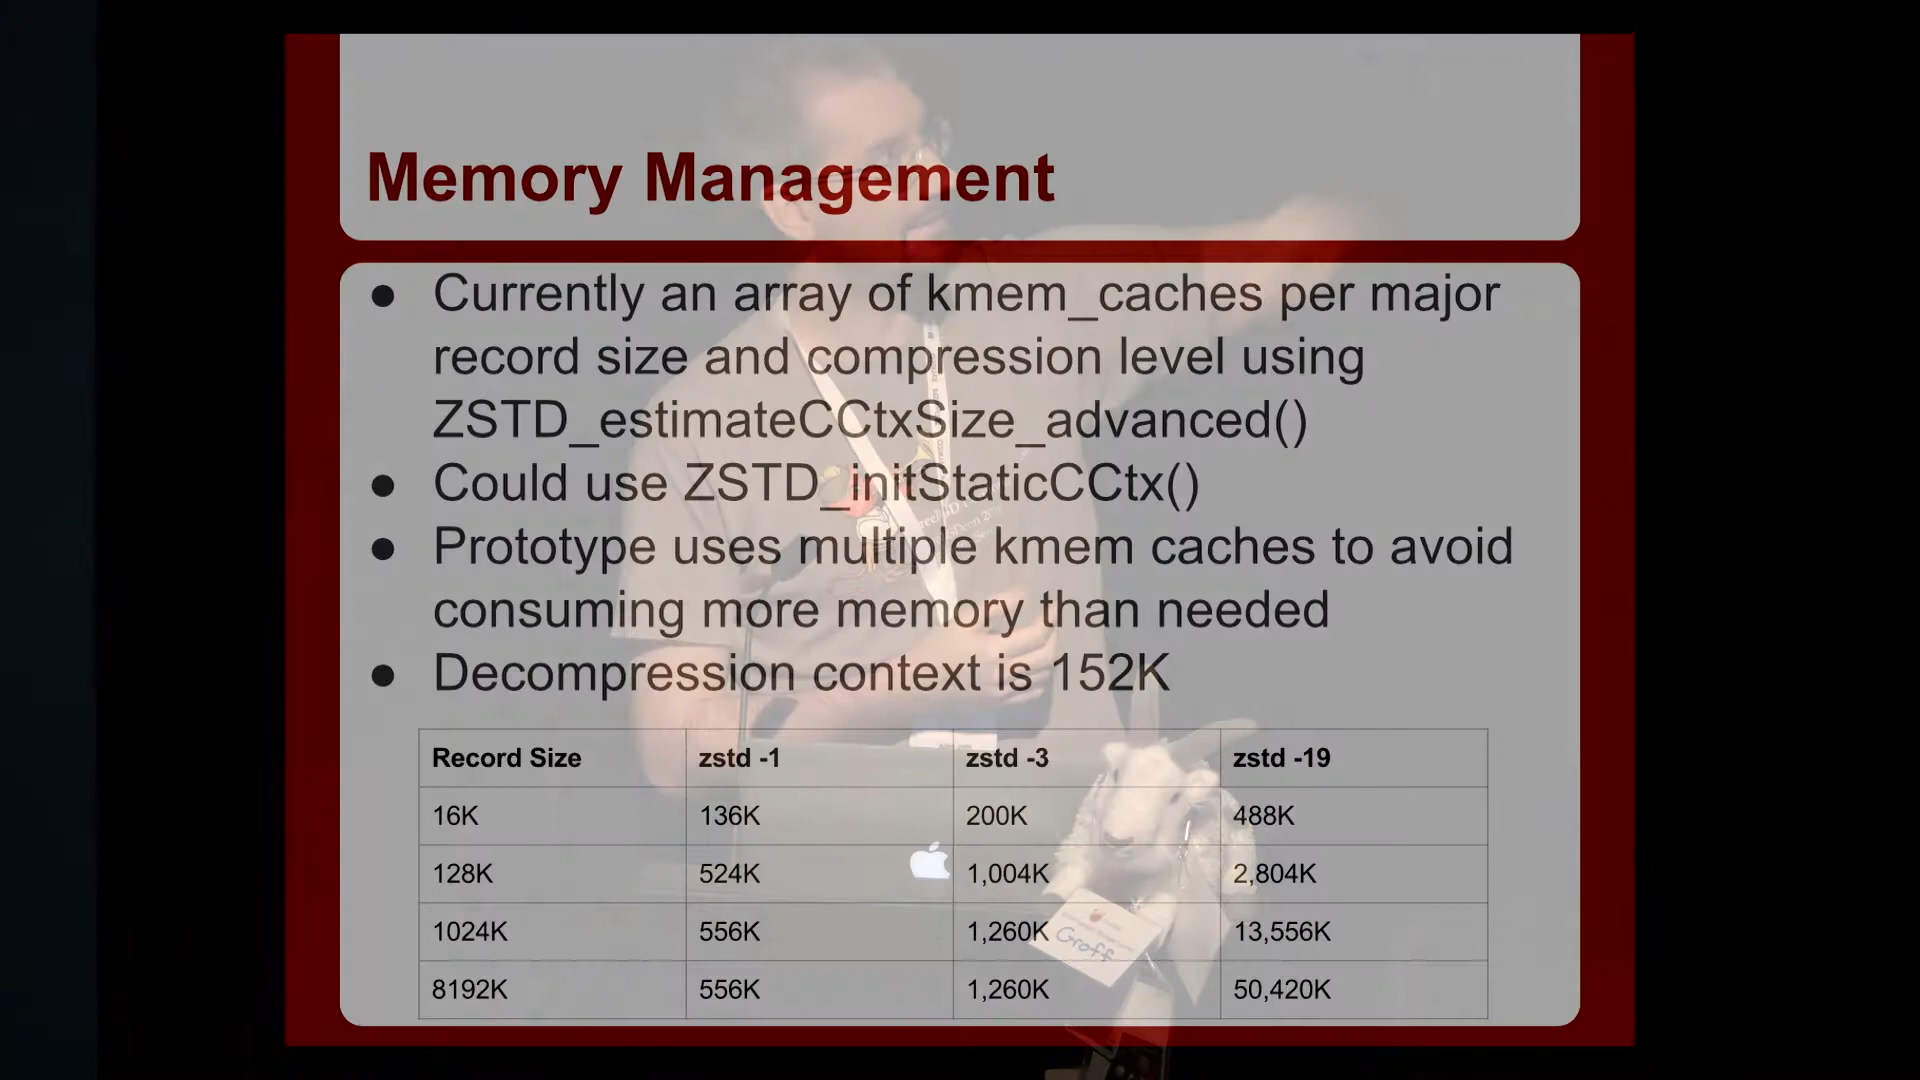 Memory Management
● Currently an array of kmem_caches per major
record size and compression level using
ZSTD_estimateCCtxSize_advanced()
● Could use ZSTD_initStaticCCtx()
● Prototype uses multiple kmem caches to avoid
consuming more memory than needed
● Decompression context is 152K
Record Size zstd -1 zstd -3 zstd -19
16K 136K 200K 488K
128K 524K 1,004K 2,804K
1024K 556K 1,260K 13,556K
8192K 556K 1,260K 50,420K
Groff